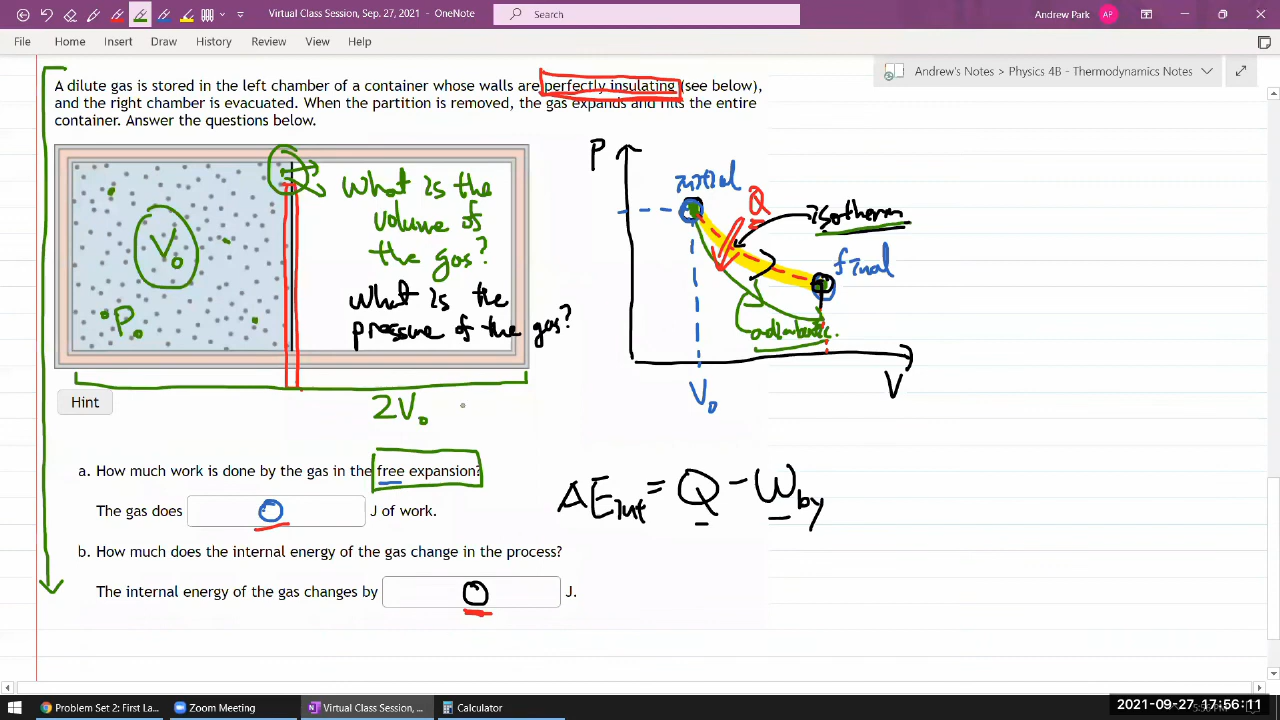 Virtual Class Session, Sep. 27, 2021 - OneNote
Search
Andrew Park
AP
File Home Insert Draw History Review View Help
Andrew's Notes - Physics 4B - Thermodynamics Notes
A dilute gas is stored in the left chamber of a container whose walls are perfectly insulating (see below),
and the right chamber is evacuated. When the partition is removed, the gas expands and fills the entire
container. Answer the questions below.
What is the
volume of
the gas?
What is the
pressure of the gas?
V₀
P₀
2V₀
P
initial
Q
isotherm
final
adiabatic
V₀
V
Hint
a. How much work is done by the gas in the free expansion?
The gas does 0 J of work.
ΔEint = Q - Wby
b. How much does the internal energy of the gas change in the process?
The internal energy of the gas changes by 0 J.
Problem Set 2: First La...
Zoom Meeting
Virtual Class Session...
Calculator
2021-09-27 17:56:11